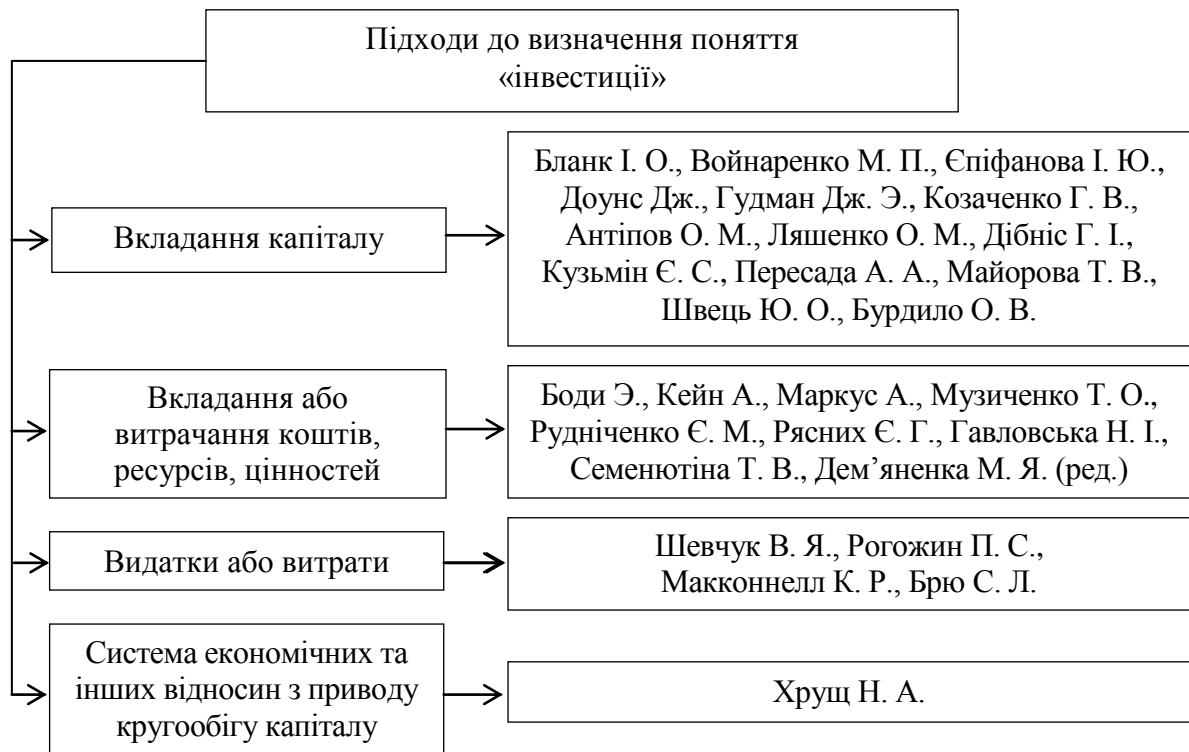 Підходи до визначення поняття
«інвестиції»
Вкладання капіталу
Бланк І. О., Войнаренко М. П., Єпіфанова І. Ю.,
Доунс Дж., Гудман Дж. Э., Козаченко Г. В.,
Антіпов О. М., Ляшенко О. М., Дібніс Г. І.,
Кузьмін Є. С., Пересада А. А., Майорова Т. В.,
Швець Ю. О., Бурдило О. В.
Вкладання або
витрачання коштів,
ресурсів, цінностей
Боди Э., Кейн А., Маркус А., Музиченко Т. О.,
Рудніченко Є. М., Рясних Є. Г., Гавловська Н. І.,
Семенютіна Т. В., Дем’яненка М. Я. (ред.)
Видатки або витрати
Шевчук В. Я., Рогожин П. С.,
Макконнелл К. Р., Брю С. Л.
Система економічних та
інших відносин з приводу
кругообігу капіталу
Хрущ Н. А.